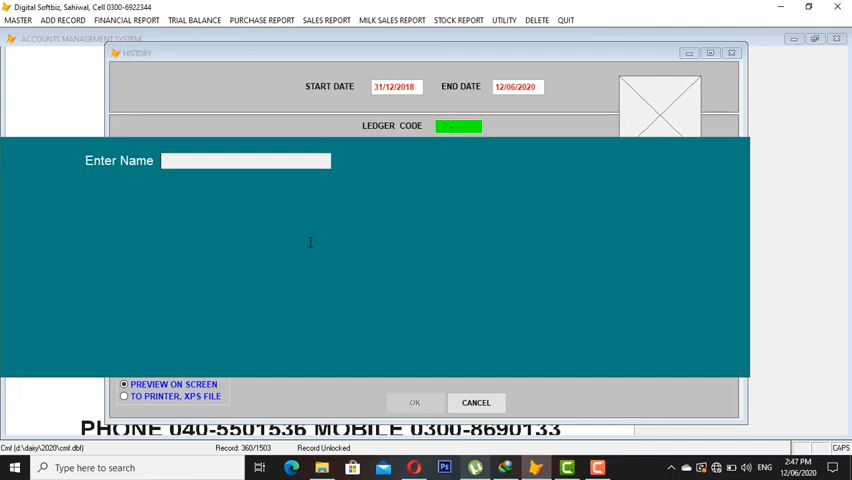 Digital Softbiz, Sahiwal, Cell 0300-6922344
MASTER ADD RECORD FINANCIAL REPORT TRIAL BALANCE PURCHASE REPORT SALES REPORT MILK SALES REPORT STOCK REPORT UTILITY DELETE QUIT
ACCOUNTS MANAGEMENT SYSTEM
HISTORY
START DATE 31/12/2018 END DATE 12/06/2020
LEDGER CODE - -
Enter Name
PREVIEW ON SCREEN
TO PRINTER, XPS FILE
OK CANCEL
PHONE 040-5501536 MOBILE 0300-8690133
Cmf (d:\dairy\2020\cmf.dbf) Record: 360/1503 Record Unlocked CAPS
Type here to search
Ps
ENG
2:47 PM
12/06/2020